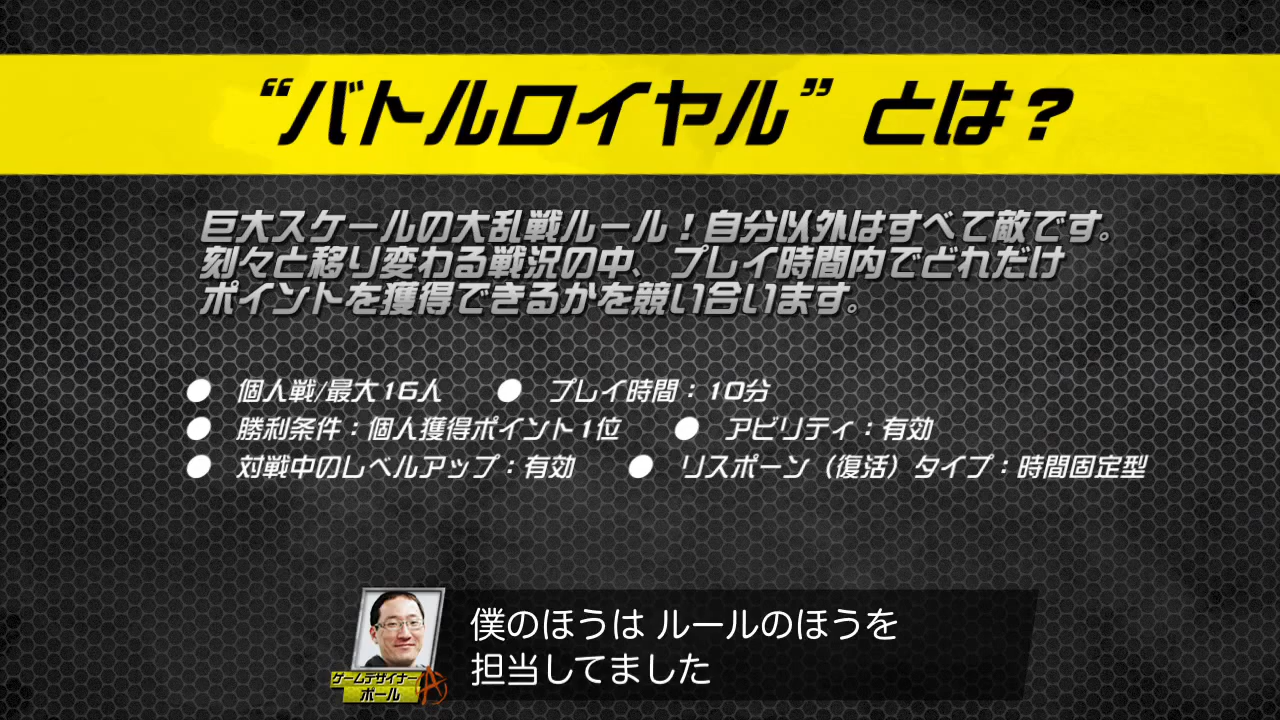 “バトルロイヤル” とは?
巨大スケールの大乱戦ルール!自分以外はすべて敵です。
刻々と移り変わる戦況の中、プレイ時間内でどれだけ
ポイントを獲得できるかを競い合います。
● 個人戦/最大16人 ● プレイ時間:10分
● 勝利条件:個人獲得ポイント1位 ● アビリティ:有効
● 対戦中のレベルアップ:有効 ● リスポーン(復活)タイプ:時間固定型
僕のほうは ルールのほうを
担当してました
ゲームデザイナー
ポール